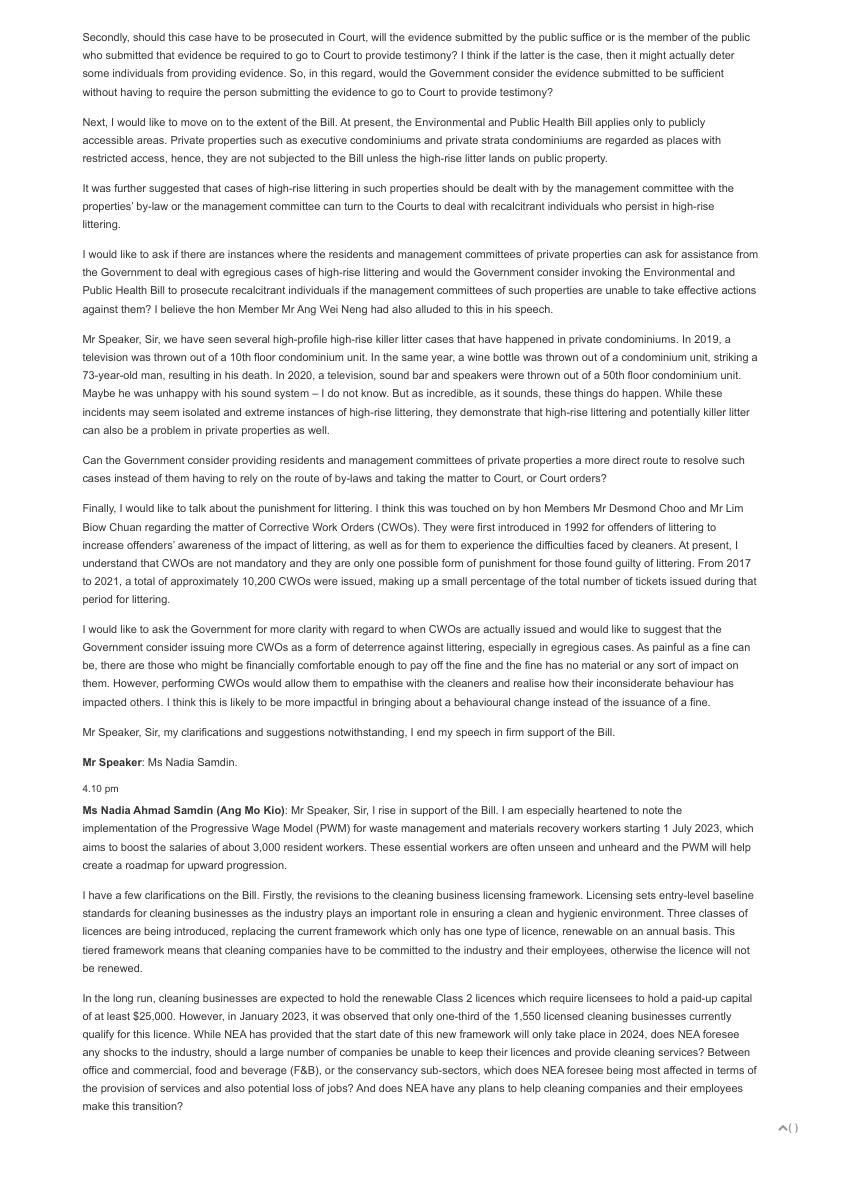 Secondly, should this case have to be prosecuted in Court, will the evidence submitted by the public suffice or is the member of the public
who submitted that evidence be required to go to Court to provide testimony? I think if the latter is the case, then it might actually deter
some individuals from providing evidence. So, in this regard, would the Government consider the evidence submitted to be sufficient
without having to require the person submitting the evidence to go to Court to provide testimony?
Next, I would like to move on to the extent of the Bill. At present, the Environmental and Public Health Bill applies only to publicly
accessible areas. Private properties such as executive condominiums and private strata condominiums are regarded as places with
restricted access, hence, they are not subjected to the Bill unless the high-rise litter lands on public property.
It was further suggested that cases of high-rise littering in such properties should be dealt with by the management committee with the
properties' by-law or the management committee can turn to the Courts to deal with recalcitrant individuals who persist in high-rise
littering.
I would like to ask if there are instances where the residents and management committees of private properties can ask for assistance from
the Government to deal with egregious cases of high-rise littering and would the Government consider invoking the Environmental and
Public Health Bill to prosecute recalcitrant individuals if the management committees of such properties are unable to take effective actions
against them? I believe the hon Member Mr Ang Wei Neng had also alluded to this in his speech.
Mr Speaker, Sir, we have seen several high-profile high-rise killer litter cases that have happened in private condominiums. In 2019, a
television was thrown out of a 10th floor condominium unit. In the same year, a wine bottle was thrown out of a condominium unit, striking a
73-year-old man, resulting in his death. In 2020, a television, sound bar and speakers were thrown out of a 50th floor condominium unit.
Maybe he was unhappy with his sound system – I do not know. But as incredible, as it sounds, these things do happen. While these
incidents may seem isolated and extreme instances of high-rise littering, they demonstrate that high-rise littering and potentially killer litter
can also be a problem in private properties as well.
Can the Government consider providing residents and management committees of private properties a more direct route to resolve such
cases instead of them having to rely on the route of by-laws and taking the matter to Court, or Court orders?
Finally, I would like to talk about the punishment for littering. I think this was touched on by hon Members Mr Desmond Choo and Mr Lim
Biow Chuan regarding the matter of Corrective Work Orders (CWOs). They were first introduced in 1992 for offenders of littering to
increase offenders' awareness of the impact of littering, as well as for them to experience the difficulties faced by cleaners. At present, I
understand that CWOs are not mandatory and they are only one possible form of punishment for those found guilty of littering. From 2017
to 2021, a total of approximately 10,200 CWOs were issued, making up a small percentage of the total number of tickets issued during that
period for littering.
I would like to ask the Government for more clarity with regard to when CWOs are actually issued and would like to suggest that the
Government consider issuing more CWOs as a form of deterrence against littering, especially in egregious cases. As painful as a fine can
be, there are those who might be financially comfortable enough to pay off the fine and the fine has no material or any sort of impact on
them. However, performing CWOs would allow them to empathise with the cleaners and realise how their inconsiderate behaviour has
impacted others. I think this is likely to be more impactful in bringing about a behavioural change instead of the issuance of a fine.
Mr Speaker, Sir, my clarifications and suggestions notwithstanding, I end my speech in firm support of the Bill.
Mr Speaker: Ms Nadia Samdin.
4.10 pm
Ms Nadia Ahmad Samdin (Ang Mo Kio): Mr Speaker, Sir, I rise in support of the Bill. I am especially heartened to note the
implementation of the Progressive Wage Model (PWM) for waste management and materials recovery workers starting 1 July 2023, which
aims to boost the salaries of about 3,000 resident workers. These essential workers are often unseen and unheard and the PWM will help
create a roadmap for upward progression.
I have a few clarifications on the Bill. Firstly, the revisions to the cleaning business licensing framework. Licensing sets entry-level baseline
standards for cleaning businesses as the industry plays an important role in ensuring a clean and hygienic environment. Three classes of
licences are being introduced, replacing the current framework which only has one type of licence, renewable on an annual basis. This
tiered framework means that cleaning companies have to be committed to the industry and their employees, otherwise the licence will not
be renewed.
In the long run, cleaning businesses are expected to hold the renewable Class 2 licences which require licensees to hold a paid-up capital
of at least $25,000. However, in January 2023, it was observed that only one-third of the 1,550 licensed cleaning businesses currently
qualify for this licence. While NEA has provided that the start date of this new framework will only take place in 2024, does NEA foresee
any shocks to the industry, should a large number of companies be unable to keep their licences and provide cleaning services? Between
office and commercial, food and beverage (F&B), or the conservancy sub-sectors, which does NEA foresee being most affected in terms of
the provision of services and also potential loss of jobs? And does NEA have any plans to help cleaning companies and their employees
make this transition?
( )